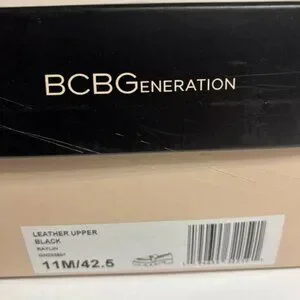 BCBGENERATION
LEATHER UPPER
BLACK
11M/42.5